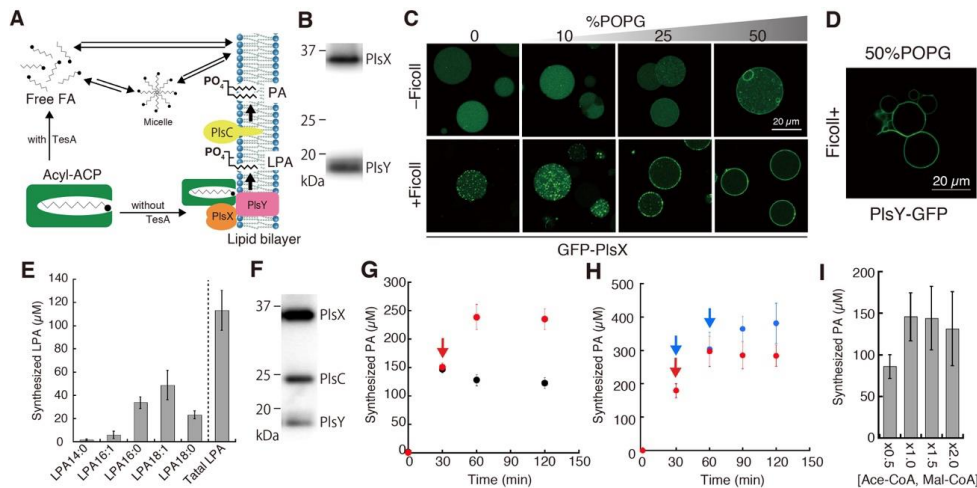 A
Free FA
Micelle
with TesA
Acyl-ACP
without
TesA
PO4
PA
PlsC
PO4
LPA
PlsX
PlsY
Lipid bilayer
B
37
25
20
kDa
PlsX
PlsY
C
%POPG
0 10 25 50
–Ficoll
20 µm
+Ficoll
GFP-PlsX
D
50%POPG
Ficoll+
20 µm
PlsY-GFP
E
Synthesized LPA (µM)
140
120
100
80
60
40
20
0
LPA14:0
LPA16:1
LPA16:0
LPA18:1
LPA18:0
Tatal LPA
F
37
25
20
kDa
PlsX
PlsC
PlsY
G
Synthesized PA (µM)
300
250
200
150
100
50
0
0 30 60 90 120 150
Time (min)
H
Synthesized PA (µM)
500
400
300
200
100
0
0 30 60 90 120 150
Time (min)
I
Synthesized PA (µM)
200
150
100
50
0
x0.5
x1.0
x1.5
x2.0
[Ace-CoA, Mal-CoA]